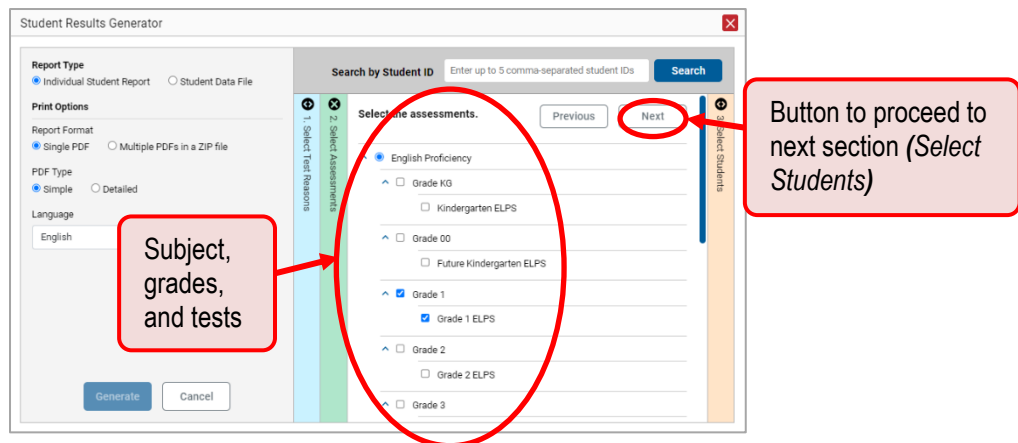 Student Results Generator
Report Type
Individual Student Report
Student Data File
Print Options
Report Format
Single PDF
Multiple PDFs in a ZIP file
PDF Type
Simple
Detailed
Language
English
Generate
Cancel
Search by Student ID
Enter up to 5 comma-separated student IDs
Search
1. Select Test Reasons
2. Select Assessments
Select the assessments.
Previous
Next
English Proficiency
Grade KG
Kindergarten ELPS
Grade 00
Future Kindergarten ELPS
Grade 1
Grade 1 ELPS
Grade 2
Grade 2 ELPS
Grade 3
3. Select Students
Subject,
grades,
and tests
Button to proceed to
next section (Select
Students)